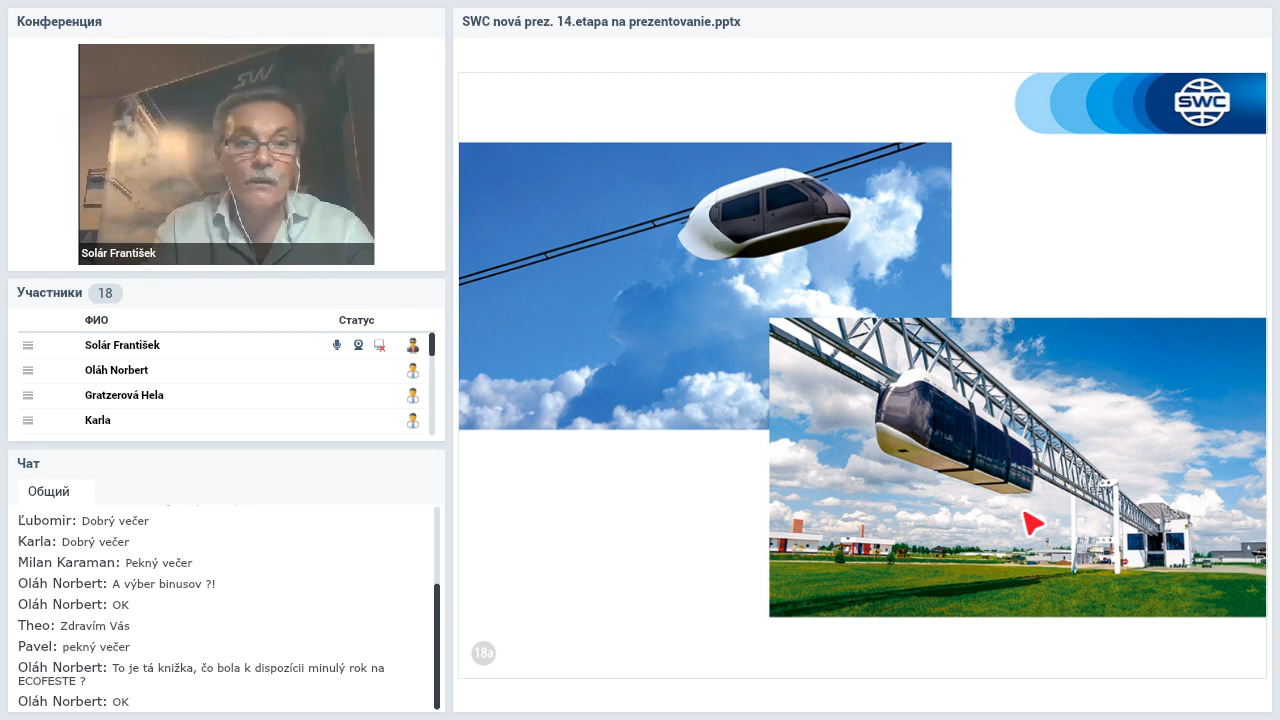 Конференция
SW
Solár František
Участники 18
ФИО Статус
Solár František
Oláh Norbert
Gratzerová Hela
Karla
Чат
Общий
Ľubomir: Dobrý večer
Karla: Dobrý večer
Milan Karaman: Pekný večer
Oláh Norbert: A výber binusov ?!
Oláh Norbert: OK
Theo: Zdravím Vás
Pavel: pekný večer
Oláh Norbert: To je tá knižka, čo bola k dispozícii minulý rok na
ECOFESTE ?
Oláh Norbert: OK
SWC nová prez. 14.etapa na prezentovanie.pptx
SWC
18a